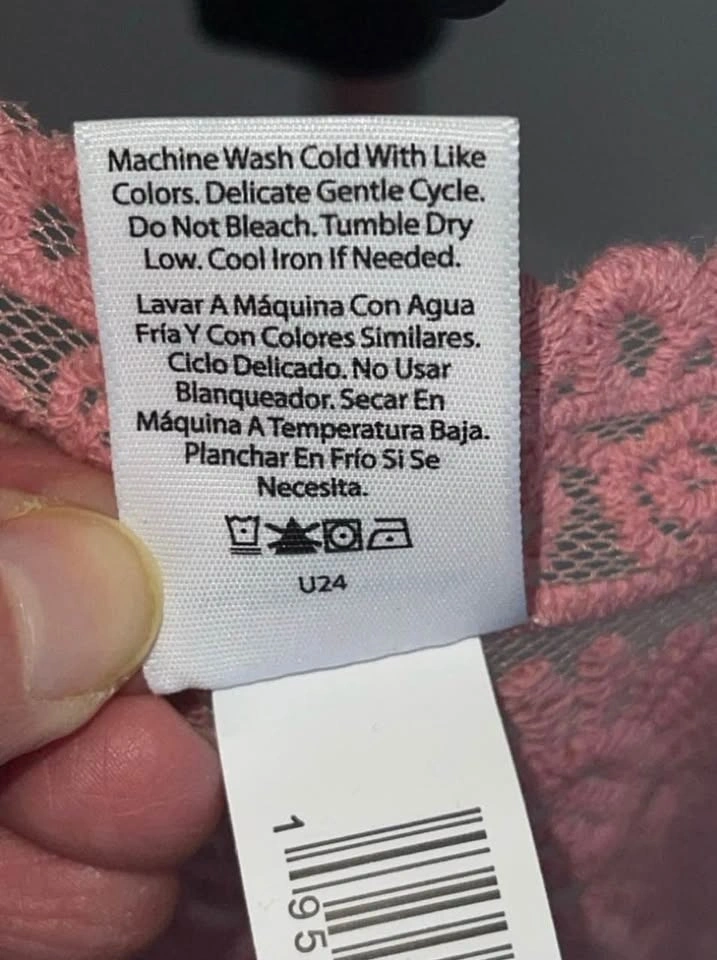 Machine Wash Cold With Like
Colors. Delicate Gentle Cycle.
Do Not Bleach. Tumble Dry
Low. Cool Iron If Needed.
Lavar A Máquina Con Agua
Fría Y Con Colores Similares.
Ciclo Delicado. No Usar
Blanqueador. Secar En
Máquina A Temperatura Baja.
Planchar En Frío Si Se
Necesita.
U24
1 95